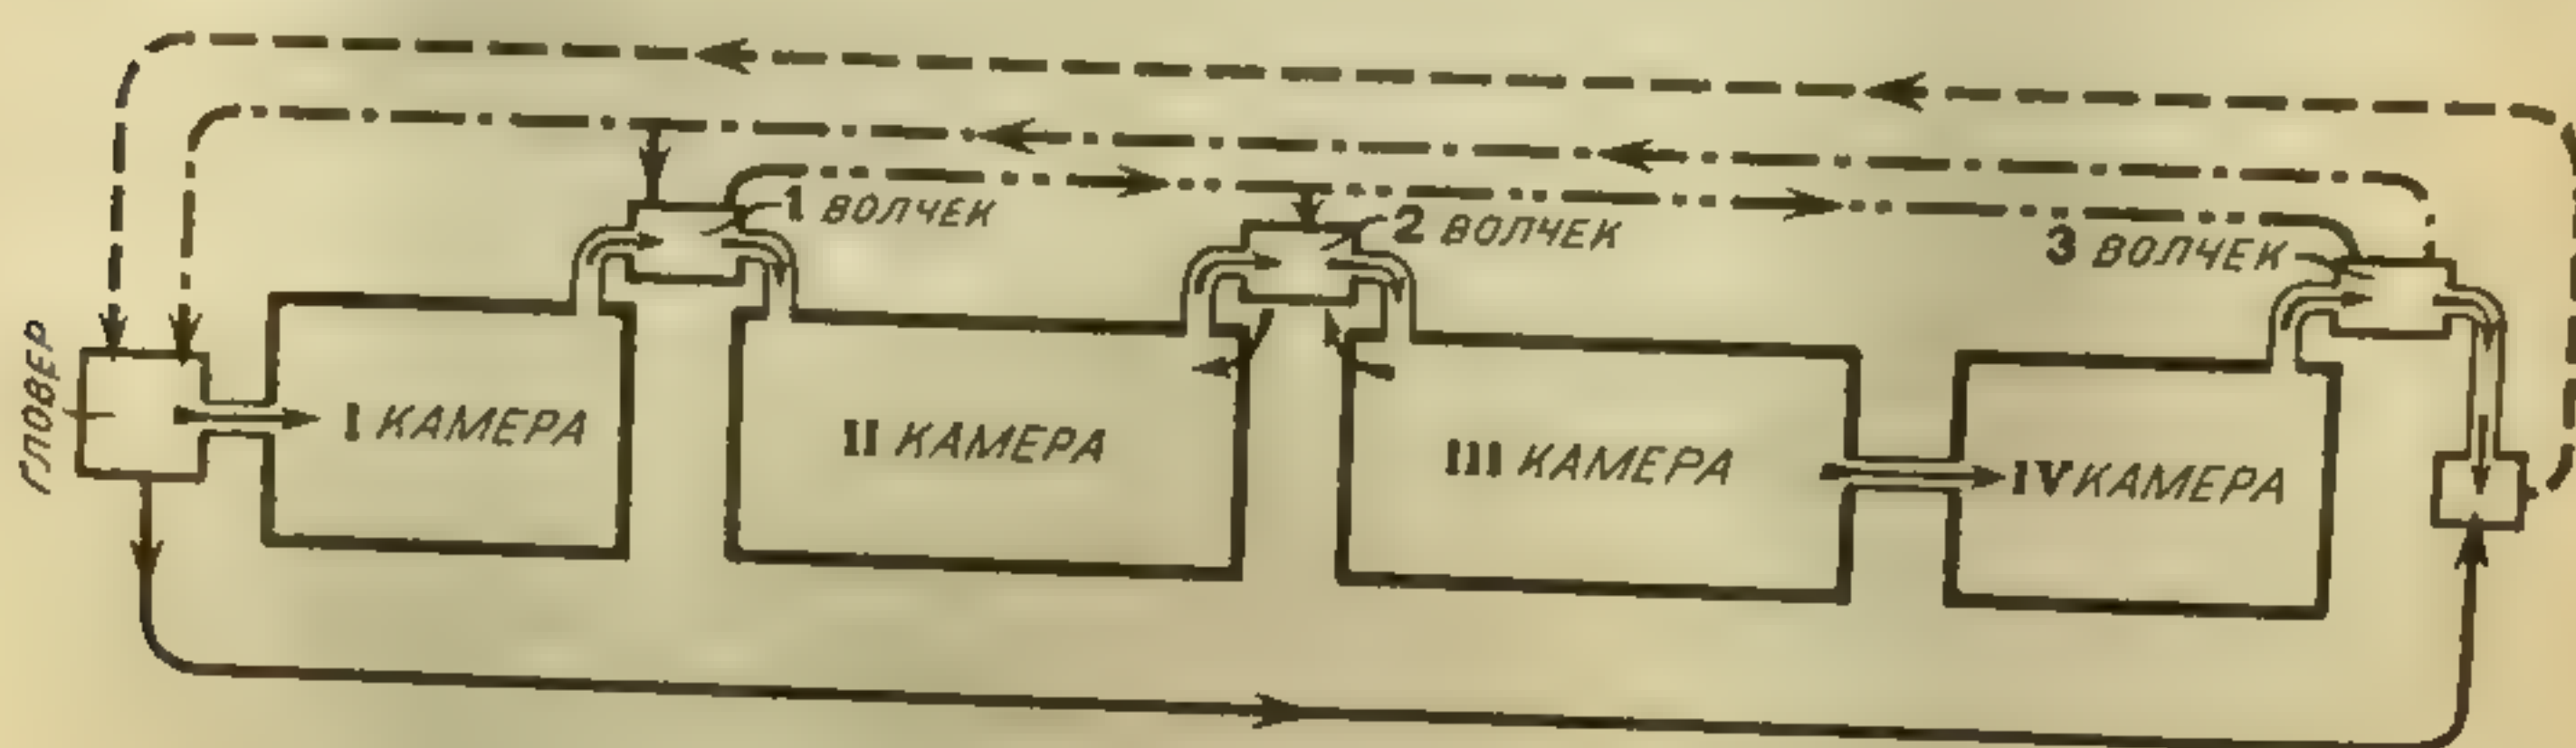 1 ВОЛЧЕК
2 ВОЛЧЕК
3 ВОЛЧЕК
ГЛОВЕР
I КАМЕРА
II КАМЕРА
III КАМЕРА
IV КАМЕРА